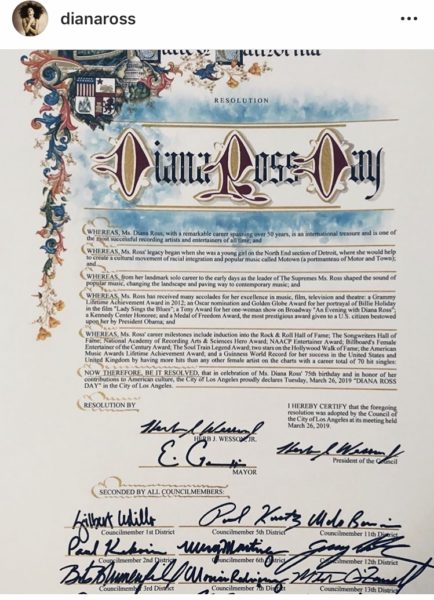 dianaross
RESOLUTION
Diana Ross Day
WHEREAS, Ms. Diana Ross, with a remarkable career spanning over 50 years, is an international treasure and is one of
the most successful recording artists and entertainers of all time; and
WHEREAS, Ms. Ross' legacy began when she was a young girl on the North End section of Detroit, where she would help
to create a cultural movement of racial integration and popular music called Motown (a portmanteau of Motor and Town);
and
WHEREAS, from her landmark solo career to the early days as the leader of The Supremes Ms. Ross shaped the sound of
popular music, changing the landscape and paving way to contemporary music; and
WHEREAS, Ms. Ross has received many accolades for her excellence in music, film, television and theatre: a Grammy
Lifetime Achievement Award in 2012; an Oscar nomination and Golden Globe Award for her portrayal of Billie Holiday
in the film "Lady Sings the Blues"; a Tony Award for her one-woman show on Broadway "An Evening with Diana Ross";
a Kennedy Center Honoree; and a Medal of Freedom Award, the most prestigious award given to a U.S. citizen bestowed
upon her by President Obama; and
WHEREAS, Ms. Ross' career milestones include induction into the Rock & Roll Hall of Fame; The Songwriters Hall of
Fame; National Academy of Recording Arts & Sciences Hero Award; NAACP Entertainer Award; Billboard's Female
Entertainer of the Century Award; The Soul Train Legend Award; two stars on the Hollywood Walk of Fame; the American
Music Awards Lifetime Achievement Award; and a Guinness World Record for her success in the United States and
United Kingdom by having more hits than any other female artist on the charts with a career total of 70 hit singles:
NOW THEREFORE, BE IT RESOLVED, that in celebration of Ms. Diana Ross' 75th birthday and in honor of her
contributions to American culture, the City of Los Angeles proudly declares Tuesday, March 26, 2019 "DIANA ROSS
DAY" in the City of Los Angeles.
RESOLUTION BY
I HEREBY CERTIFY that the foregoing
resolution was adopted by the Council of
the City of Los Angeles at its meeting held
March 26, 2019.
HERB J. WESSON, JR.
MAYOR
President of the Council
SECONDED BY ALL COUNCILMEMBERS:
Councilmember 1st District
Councilmember 5th District
Councilmember 11th District
Councilmember 2nd District
Councilmember 6th District
Councilmember 12th District
Councilmember 3rd District
Councilmember 7th District
Councilmember 13th District